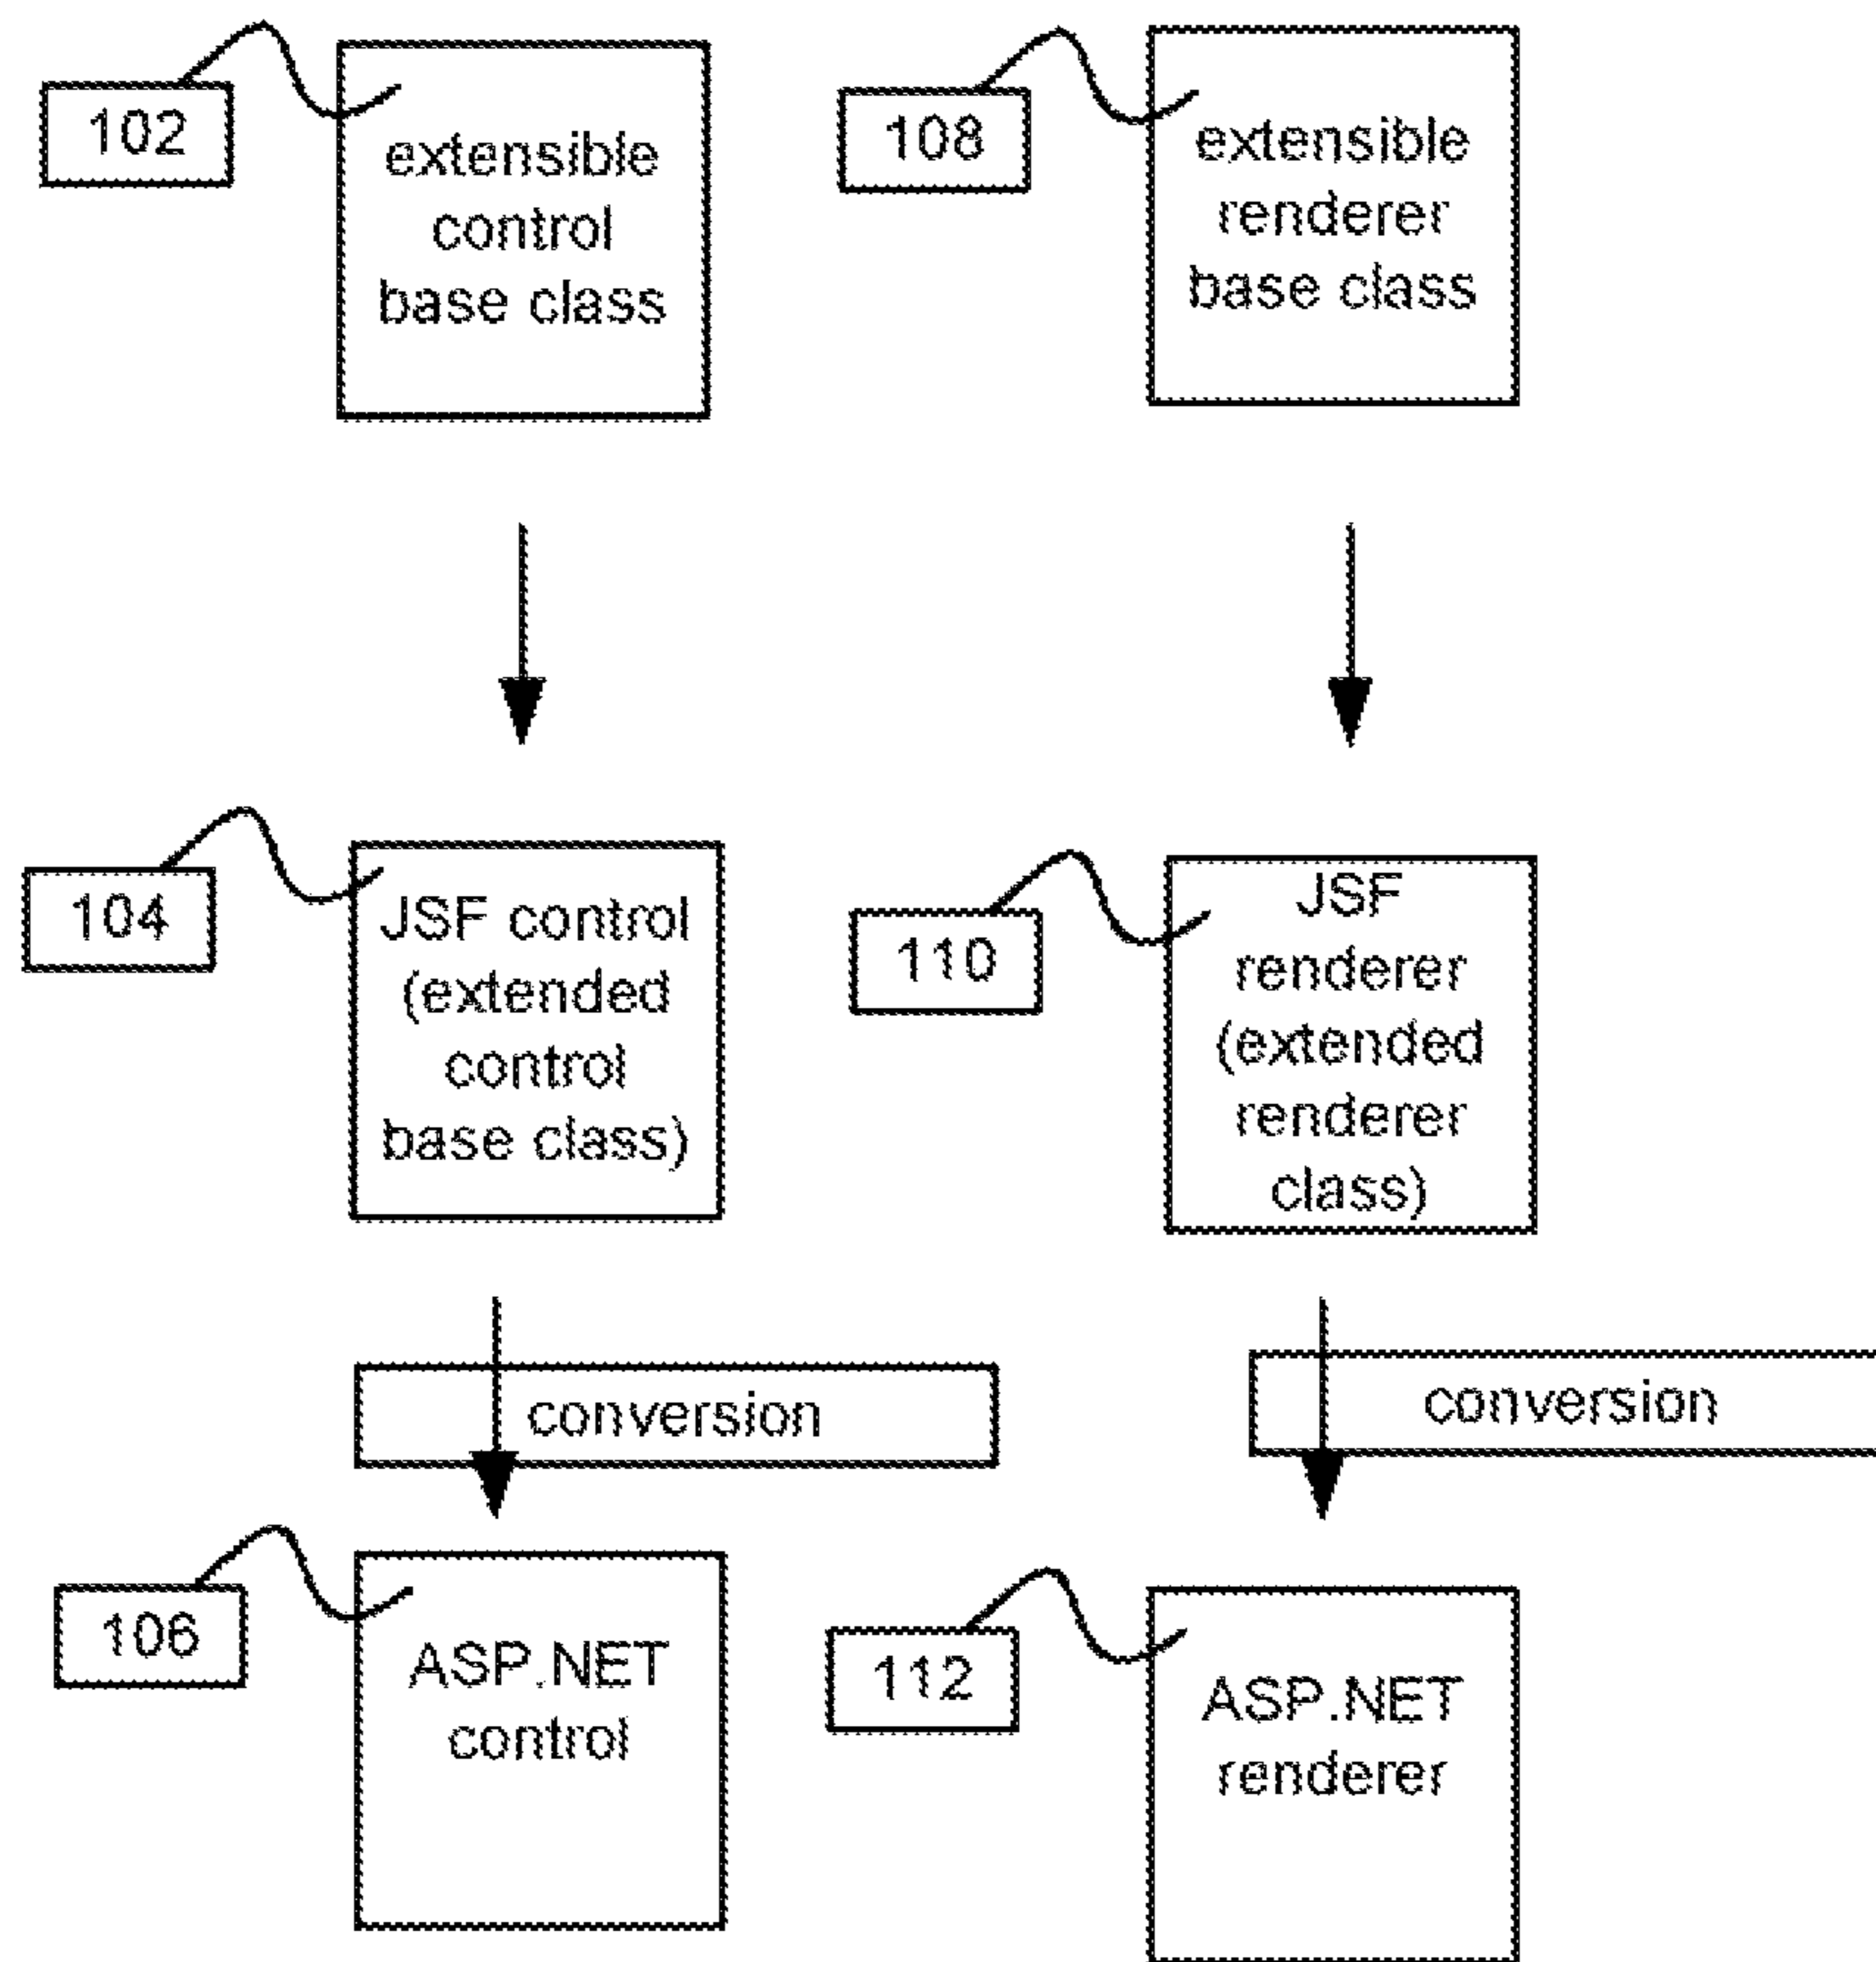 102
extensible
control
base class
108
extensible
renderer
base class
104
JSF control
(extended
control
base class)
110
JSF
renderer
(extended
renderer
class)
conversion
conversion
106
ASP.NET
control
112
ASP.NET
renderer